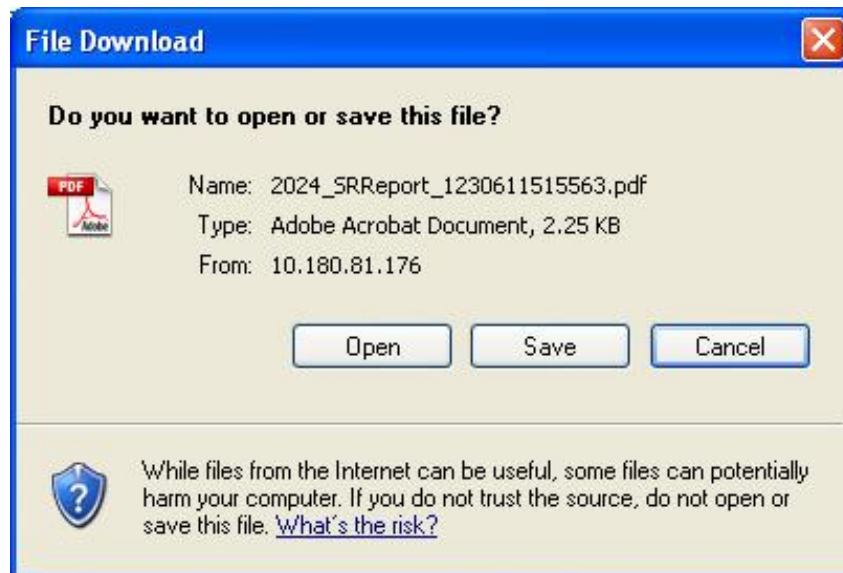 File Download
Do you want to open or save this file?
PDF
Adobe
Name: 2024_SRReport_1230611515563.pdf
Type: Adobe Acrobat Document, 2.25 KB
From: 10.180.81.176
Open Save Cancel
While files from the Internet can be useful, some files can potentially
harm your computer. If you do not trust the source, do not open or
save this file. What's the risk?